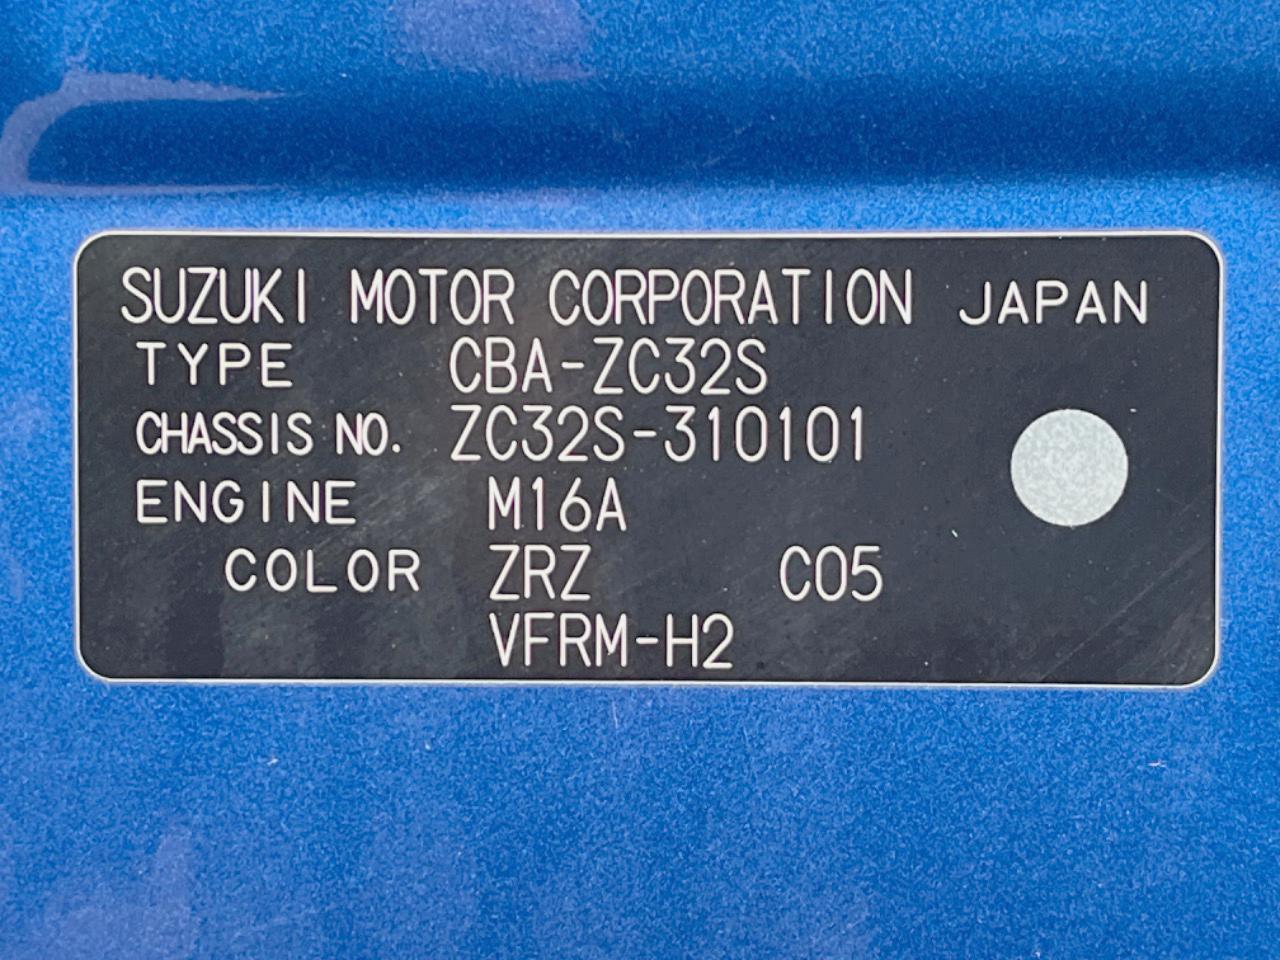 SUZUKI MOTOR CORPORATION JAPAN
TYPE CBA-ZC32S
CHASSIS NO. ZC32S-310101
ENGINE M16A
COLOR ZRZ C05
VFRM-H2